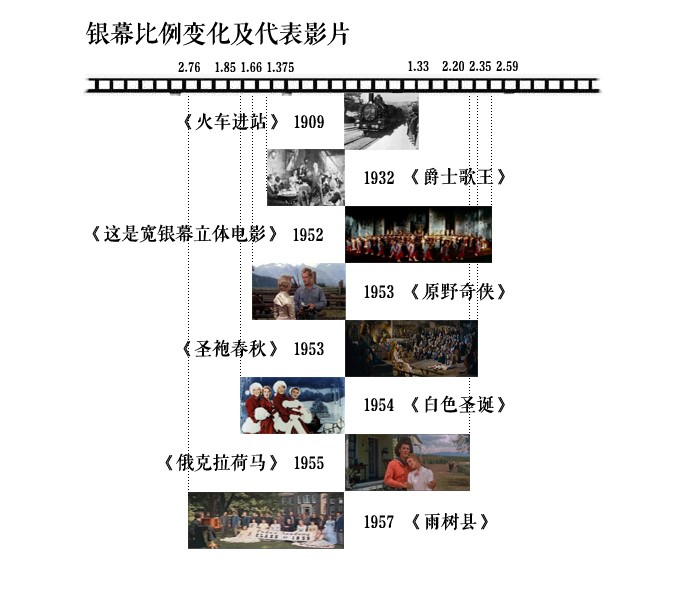 银幕比例变化及代表影片
2.76 1.85 1.66 1.375 1.33 2.20 2.35 2.59
《火车进站》 1909
1932 《爵士歌王》
《这是宽银幕立体电影》 1952
1953 《原野奇侠》
《圣袍春秋》 1953
1954 《白色圣诞》
《俄克拉荷马》 1955
CLASS OF 1859
1957 《雨树县》